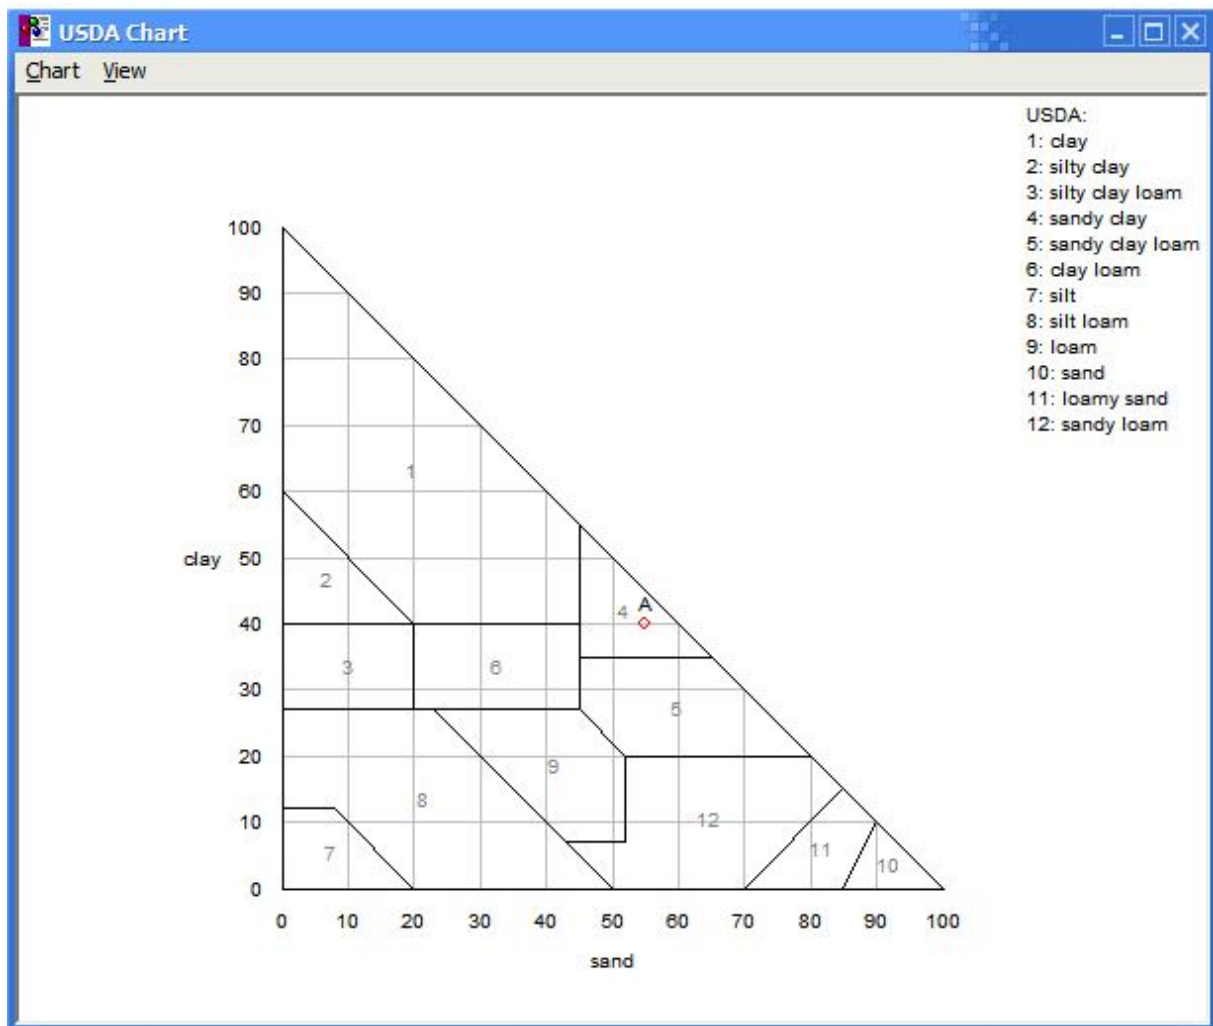 USDA Chart
Chart View
USDA:
1: clay
2: silty clay
3: silty clay loam
4: sandy clay
5: sandy clay loam
6: clay loam
7: silt
8: silt loam
9: loam
10: sand
11: loamy sand
12: sandy loam
100
90
80
70
1
60
clay 50
2
4 A
40
3 6
30
5
20
9
8
12
10
11
7
10
0
0 10 20 30 40 50 60 70 80 90 100
sand